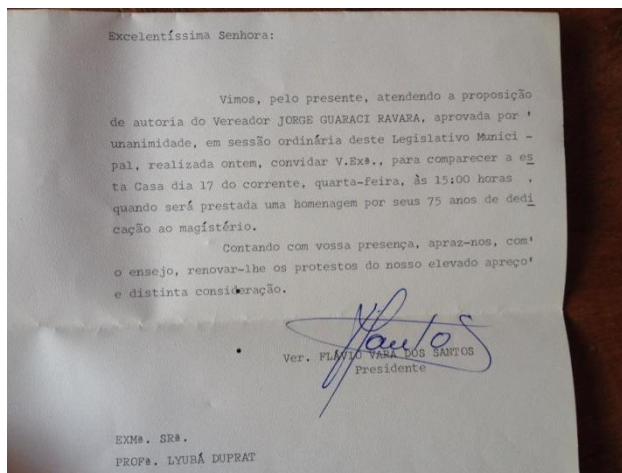 Excelentíssima Senhora:
Vimos, pelo presente, atendendo a proposição
de autoria do Vereador JORGE GUARACI RAVARA, aprovada por '
unanimidade, em sessão ordinária deste Legislativo Munici -
pal, realizada ontem, convidar V.Exª., para comparecer a es
ta Casa dia 17 do corrente, quarta-feira, às 15:00 horas ,
quando será prestada uma homenagem por seus 75 anos de dedi
cação ao magistério.
Contando com vossa presença, apraz-nos, com'
o ensejo, renovar-lhe os protestos do nosso elevado apreço'
e distinta consideração.
Santos
Ver. FLÁVIO VARA DOS SANTOS
Presidente
EXMª. SRª.
PROFª. LYUBÁ DUPRAT